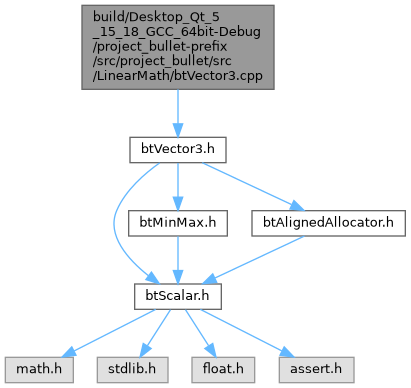 build/Desktop_Qt_5
_15_18_GCC_64bit-Debug
/project_bullet-prefix
/src/project_bullet/src
/LinearMath/btVector3.cpp
btVector3.h
btMinMax.h
btAlignedAllocator.h
btScalar.h
math.h
stdlib.h
float.h
assert.h